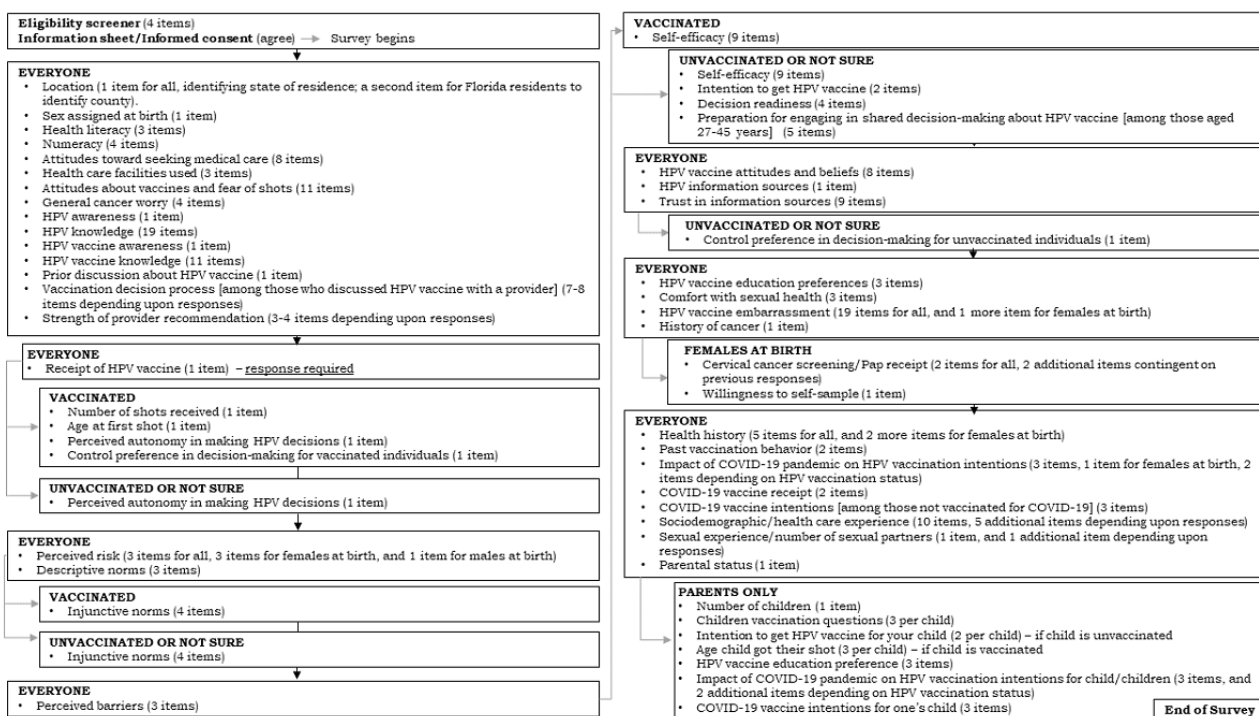 Eligibility screener (4 items)
Information sheet/Informed consent (agree) → Survey begins
EVERYONE
• Location (1 item for all, identifying state of residence; a second item for Florida residents to
identify county).
• Sex assigned at birth (1 item)
• Health literacy (3 items)
• Numeracy (4 items)
• Attitudes toward seeking medical care (8 items)
• Health care facilities used (3 items)
• Attitudes about vaccines and fear of shots (11 items)
• General cancer worry (4 items)
• HPV awareness (1 item)
• HPV knowledge (19 items)
• HPV vaccine awareness (1 item)
• HPV vaccine knowledge (11 items)
• Prior discussion about HPV vaccine (1 item)
• Vaccination decision process [among those who discussed HPV vaccine with a provider] (7-8
items depending upon responses)
• Strength of provider recommendation (3-4 items depending upon responses)
EVERYONE
• Receipt of HPV vaccine (1 item) – response required
VACCINATED
• Number of shots received (1 item)
• Age at first shot (1 item)
• Perceived autonomy in making HPV decisions (1 item)
• Control preference in decision-making for vaccinated individuals (1 item)
UNVACCINATED OR NOT SURE
• Perceived autonomy in making HPV decisions (1 item)
EVERYONE
• Perceived risk (3 items for all, 3 items for females at birth, and 1 item for males at birth)
• Descriptive norms (3 items)
VACCINATED
• Injunctive norms (4 items)
UNVACCINATED OR NOT SURE
• Injunctive norms (4 items)
EVERYONE
• Perceived barriers (3 items)
VACCINATED
• Self-efficacy (9 items)
UNVACCINATED OR NOT SURE
• Self-efficacy (9 items)
• Intention to get HPV vaccine (2 items)
• Decision readiness (4 items)
• Preparation for engaging in shared decision-making about HPV vaccine [among those aged
27-45 years] (5 items)
EVERYONE
• HPV vaccine attitudes and beliefs (8 items)
• HPV information sources (1 item)
• Trust in information sources (9 items)
UNVACCINATED OR NOT SURE
• Control preference in decision-making for unvaccinated individuals (1 item)
EVERYONE
• HPV vaccine education preferences (3 items)
• Comfort with sexual health (3 items)
• HPV vaccine embarrassment (19 items for all, and 1 more item for females at birth)
• History of cancer (1 item)
FEMALES AT BIRTH
• Cervical cancer screening/Pap receipt (2 items for all, 2 additional items contingent on
previous responses)
• Willingness to self-sample (1 item)
EVERYONE
• Health history (5 items for all, and 2 more items for females at birth)
• Past vaccination behavior (2 items)
• Impact of COVID-19 pandemic on HPV vaccination intentions (3 items, 1 item for females at birth, 2
items depending on HPV vaccination status)
• COVID-19 vaccine receipt (2 items)
• COVID-19 vaccine intentions [among those not vaccinated for COVID-19] (3 items)
• Sociodemographic/health care experience (10 items, 5 additional items depending upon responses)
• Sexual experience/number of sexual partners (1 item, and 1 additional item depending upon
responses)
• Parental status (1 item)
PARENTS ONLY
• Number of children (1 item)
• Children vaccination questions (3 per child)
• Intention to get HPV vaccine for your child (2 per child) – if child is unvaccinated
• Age child got their shot (3 per child) – if child is vaccinated
• HPV vaccine education preference (3 items)
• Impact of COVID-19 pandemic on HPV vaccination intentions for child/children (3 items, and
2 additional items depending on HPV vaccination status)
• COVID-19 vaccine intentions for one's child (3 items)
End of Survey